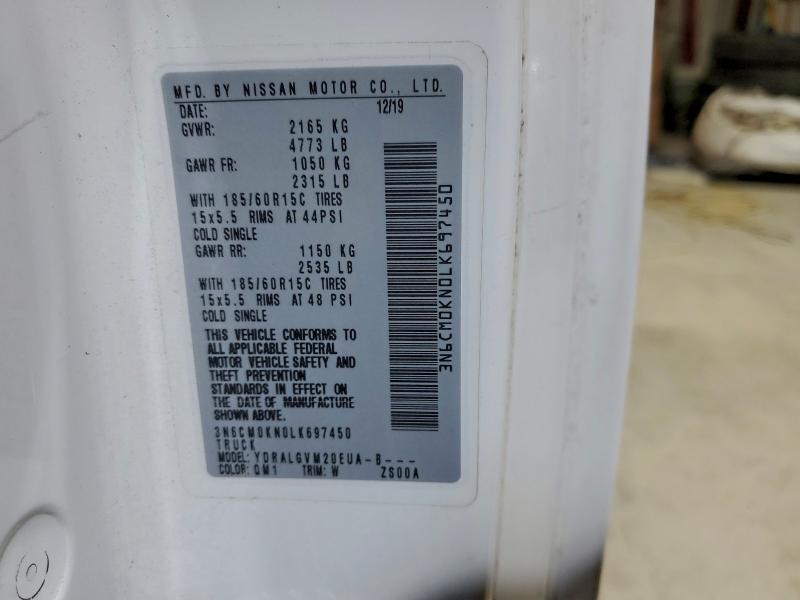 MFD. BY NISSAN MOTOR CO., LTD.
DATE: 12/19
GVWR: 2165 KG
4773 LB
GAWR FR: 1050 KG
2315 LB
WITH 185/60R15C TIRES
15x5.5 RIMS AT 44PSI
COLD SINGLE
GAWR RR: 1150 KG
2535 LB
WITH 185/60R15C TIRES
15x5.5 RIMS AT 48 PSI
COLD SINGLE
THIS VEHICLE CONFORMS TO
ALL APPLICABLE FEDERAL
MOTOR VEHICLE SAFETY AND
THEFT PREVENTION
STANDARDS IN EFFECT ON
THE DATE OF MANUFACTURE
SHOWN ABOVE.
3N6CM0KN0LK697450
TRUCK
MODEL: YDRALGVM20EUA-B---
COLOR: QM1 TRIM: W ZS00A
3N6CM0KN0LK697450